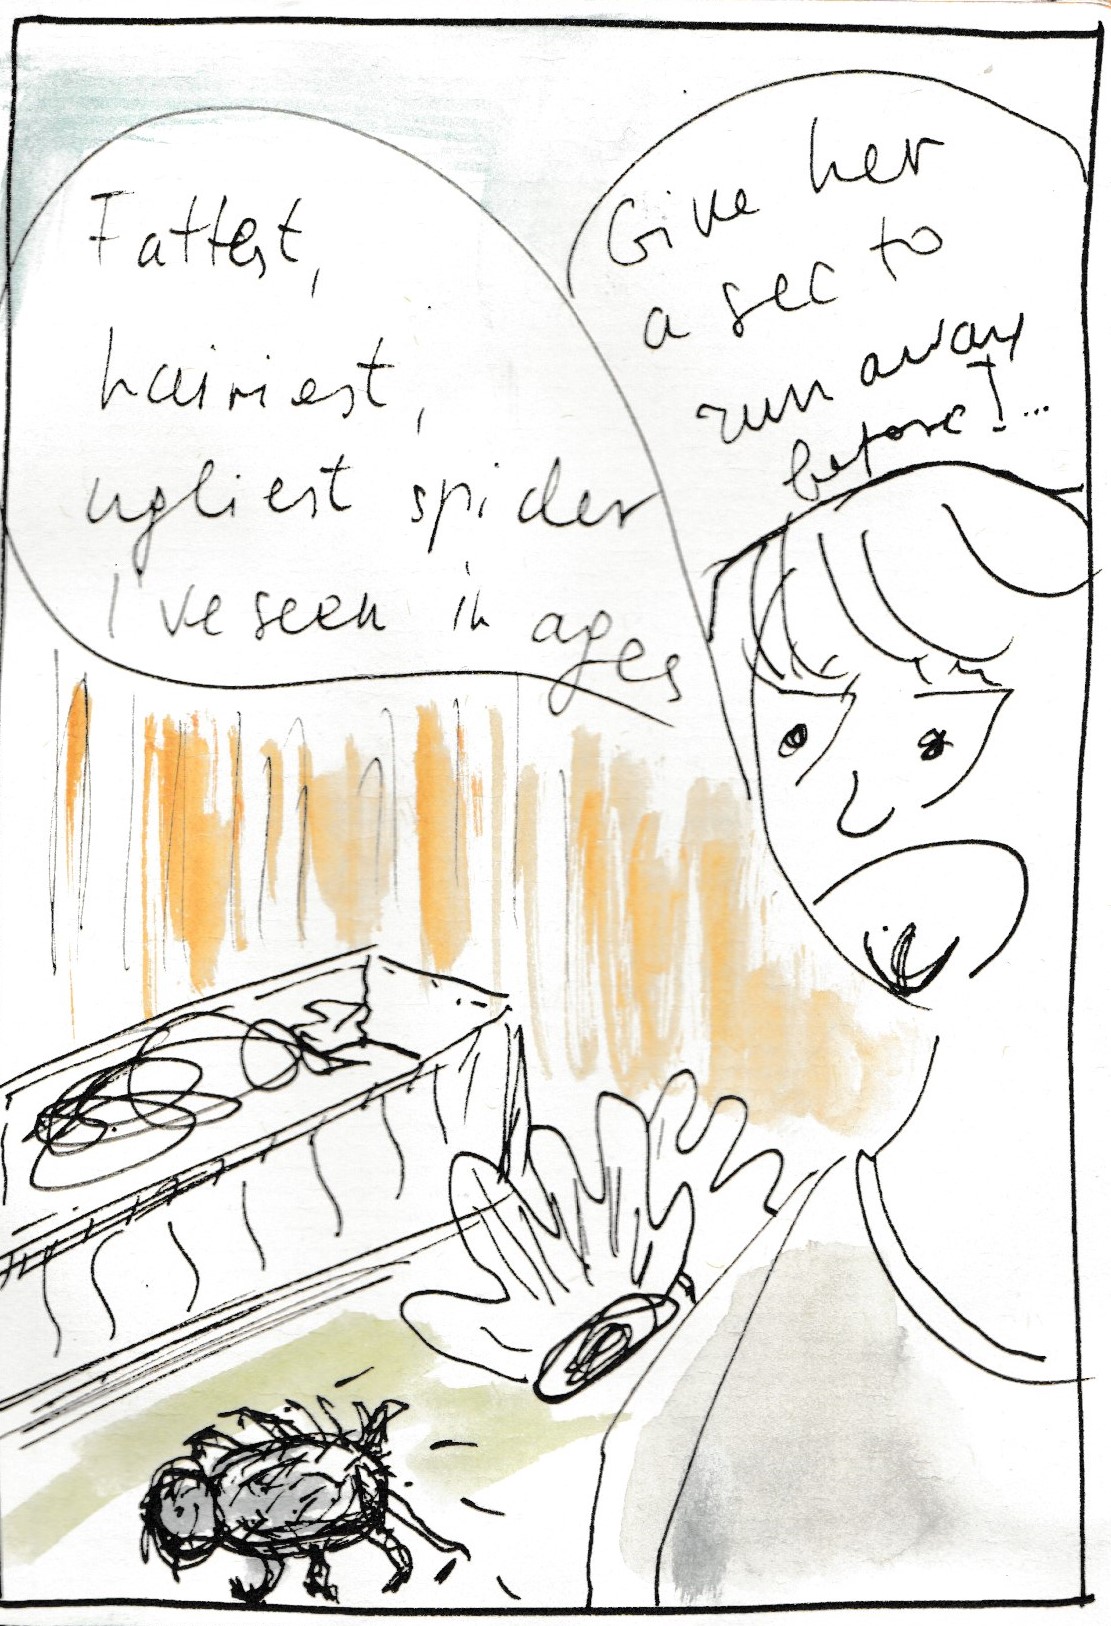 Fattest,
hairiest,
ugliest spider
I've seen in ages
Give her
a sec to
run away
before!...